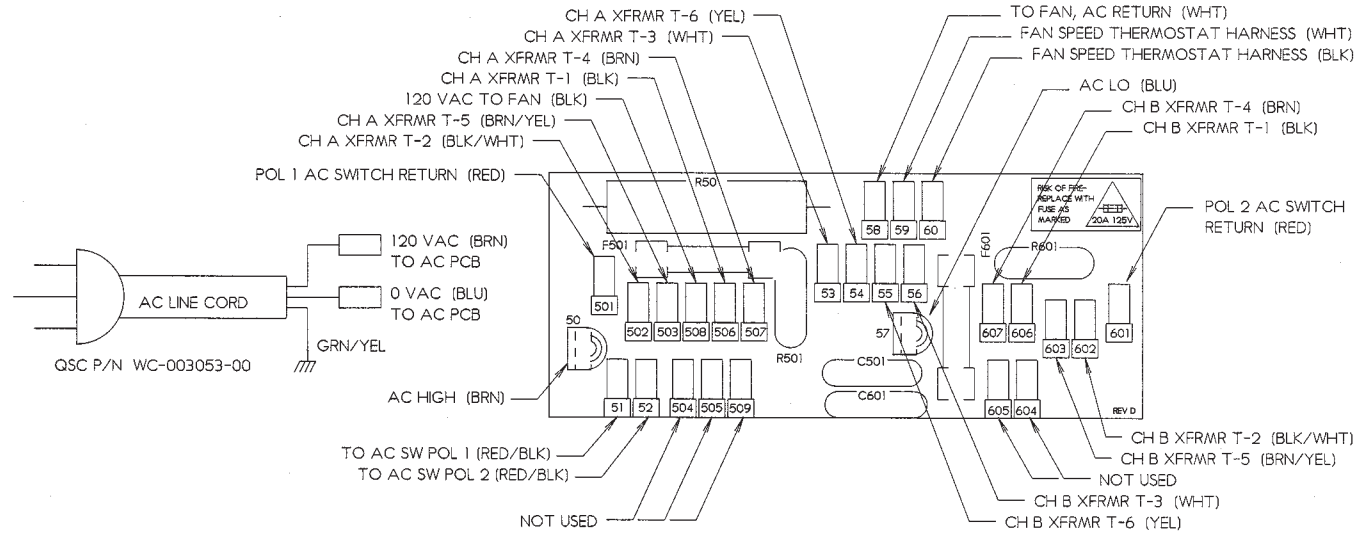 CH A XFRMR T-6 (YEL)
CH A XFRMR T-3 (WHT)
CH A XFRMR T-4 (BRN)
CH A XFRMR T-1 (BLK)
120 VAC TO FAN (BLK)
CH A XFRMR T-5 (BRN/YEL)
CH A XFRMR T-2 (BLK/WHT)
POL 1 AC SWITCH RETURN (RED)
TO FAN, AC RETURN (WHT)
FAN SPEED THERMOSTAT HARNESS (WHT)
FAN SPEED THERMOSTAT HARNESS (BLK)
AC LO (BLU)
CH B XFRMR T-4 (BRN)
CH B XFRMR T-1 (BLK)
POL 2 AC SWITCH
RETURN (RED)
R50
RISK OF FIRE-
REPLACE WITH
FUSE AS
MARKED
20A 125V
58
59
60
F501
F601
R601
120 VAC (BRN)
TO AC PCB
0 VAC (BLU)
TO AC PCB
AC LINE CORD
GRN/YEL
QSC P/N WC-003053-00
501
502
503
508
506
507
53
54
55
56
50
57
607
606
603
602
601
R501
C501
C601
AC HIGH (BRN)
51
52
504
505
509
605
604
REV D
TO AC SW POL 1 (RED/BLK)
TO AC SW POL 2 (RED/BLK)
NOT USED
CH B XFRMR T-2 (BLK/WHT)
CH B XFRMR T-5 (BRN/YEL)
NOT USED
CH B XFRMR T-3 (WHT)
CH B XFRMR T-6 (YEL)